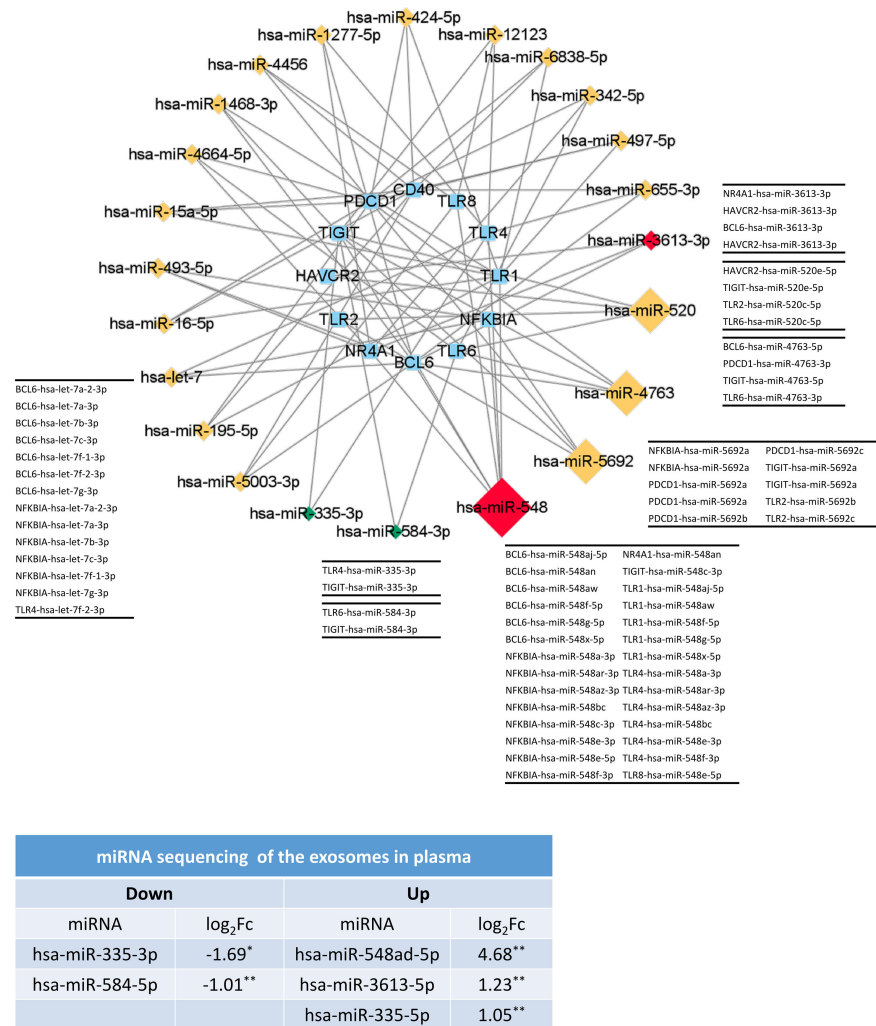 hsa-miR-424-5p
hsa-miR-1277-5p
hsa-miR-12123
hsa-miR-6838-5p
hsa-miR-4456
hsa-miR-342-5p
hsa-miR-1468-3p
hsa-miR-497-5p
hsa-miR-4664-5p
hsa-miR-655-3p
hsa-miR-15a-5p
hsa-miR-3613-3p
hsa-miR-493-5p
hsa-miR-520
hsa-miR-16-5p
hsa-let-7
hsa-miR-4763
hsa-miR-195-5p
hsa-miR-5692
hsa-miR-5003-3p
hsa-miR-548
hsa-miR-335-3p
hsa-miR-584-3p
CD40
PDCD1
TLR8
TIGIT
TLR4
HAVCR2
TLR1
TLR2
NFKBIA
NR4A1
TLR6
BCL6
NR4A1-hsa-miR-3613-3p
HAVCR2-hsa-miR-3613-3p
BCL6-hsa-miR-3613-3p
HAVCR2-hsa-miR-3613-3p
HAVCR2-hsa-miR-520e-5p
TIGIT-hsa-miR-520e-5p
TLR2-hsa-miR-520c-5p
TLR6-hsa-miR-520c-5p
BCL6-hsa-miR-4763-5p
PDCD1-hsa-miR-4763-3p
TIGIT-hsa-miR-4763-5p
TLR6-hsa-miR-4763-3p
NFKBIA-hsa-miR-5692a PDCD1-hsa-miR-5692c
NFKBIA-hsa-miR-5692a TIGIT-hsa-miR-5692a
PDCD1-hsa-miR-5692a TIGIT-hsa-miR-5692a
PDCD1-hsa-miR-5692a TLR2-hsa-miR-5692b
PDCD1-hsa-miR-5692b TLR2-hsa-miR-5692c
BCL6-hsa-let-7a-2-3p
BCL6-hsa-let-7a-3p
BCL6-hsa-let-7b-3p
BCL6-hsa-let-7c-3p
BCL6-hsa-let-7f-1-3p
BCL6-hsa-let-7f-2-3p
BCL6-hsa-let-7g-3p
NFKBIA-hsa-let-7a-2-3p
NFKBIA-hsa-let-7a-3p
NFKBIA-hsa-let-7b-3p
NFKBIA-hsa-let-7c-3p
NFKBIA-hsa-let-7f-1-3p
NFKBIA-hsa-let-7g-3p
TLR4-hsa-let-7f-2-3p
TLR4-hsa-miR-335-3p
TIGIT-hsa-miR-335-3p
TLR6-hsa-miR-584-3p
TIGIT-hsa-miR-584-3p
BCL6-hsa-miR-548aj-5p NR4A1-hsa-miR-548an
BCL6-hsa-miR-548an TIGIT-hsa-miR-548c-3p
BCL6-hsa-miR-548aw TLR1-hsa-miR-548aj-5p
BCL6-hsa-miR-548f-5p TLR1-hsa-miR-548aw
BCL6-hsa-miR-548g-5p TLR1-hsa-miR-548f-5p
BCL6-hsa-miR-548x-5p TLR1-hsa-miR-548g-5p
NFKBIA-hsa-miR-548a-3p TLR1-hsa-miR-548x-5p
NFKBIA-hsa-miR-548ar-3p TLR4-hsa-miR-548a-3p
NFKBIA-hsa-miR-548az-3p TLR4-hsa-miR-548ar-3p
NFKBIA-hsa-miR-548bc TLR4-hsa-miR-548az-3p
NFKBIA-hsa-miR-548c-3p TLR4-hsa-miR-548bc
NFKBIA-hsa-miR-548e-3p TLR4-hsa-miR-548e-3p
NFKBIA-hsa-miR-548e-5p TLR4-hsa-miR-548f-3p
NFKBIA-hsa-miR-548f-3p TLR8-hsa-miR-548e-5p
miRNA sequencing of the exosomes in plasma
Down Up
miRNA log2Fc miRNA log2Fc
hsa-miR-335-3p -1.69* hsa-miR-548ad-5p 4.68**
hsa-miR-584-5p -1.01** hsa-miR-3613-5p 1.23**
hsa-miR-335-5p 1.05**